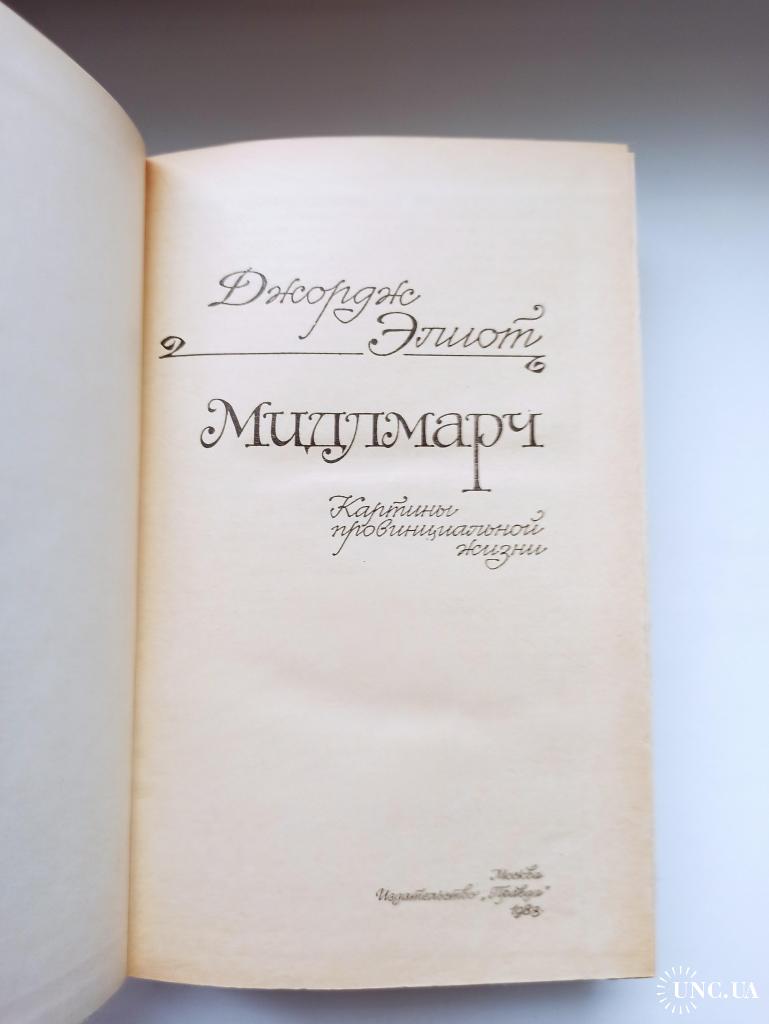 Джордж
Элиот
Мидлмарч
Картины
провинциальной
жизни
Москва
Издательство „Правда"
1983
UNC.UA